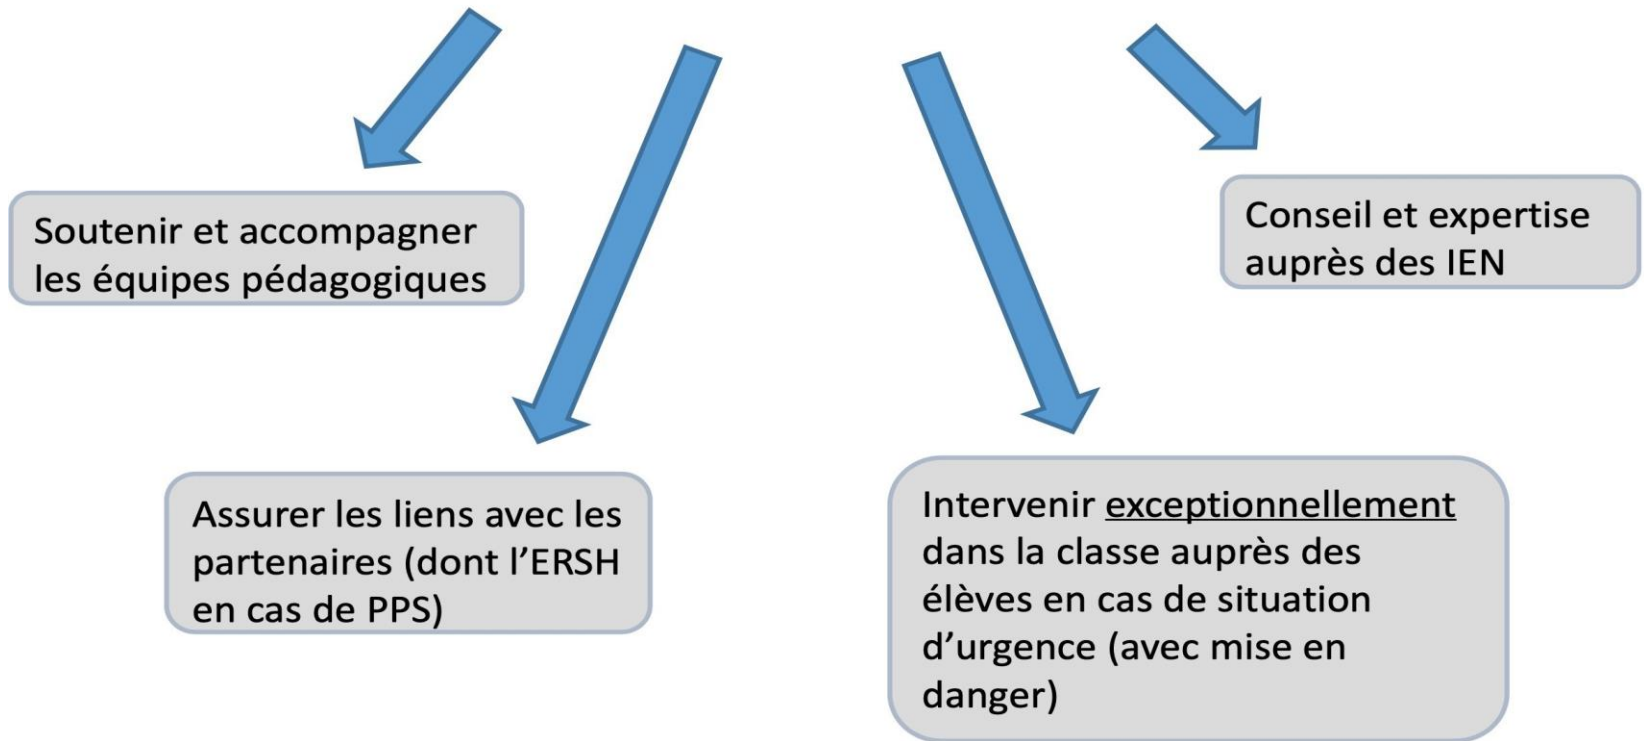 Soutenir et accompagner
les équipes pédagogiques
Conseil et expertise
auprès des IEN
Assurer les liens avec les
partenaires (dont l'ERSH
en cas de PPS)
Intervenir exceptionnellement
dans la classe auprès des
élèves en cas de situation
d'urgence (avec mise en
danger)